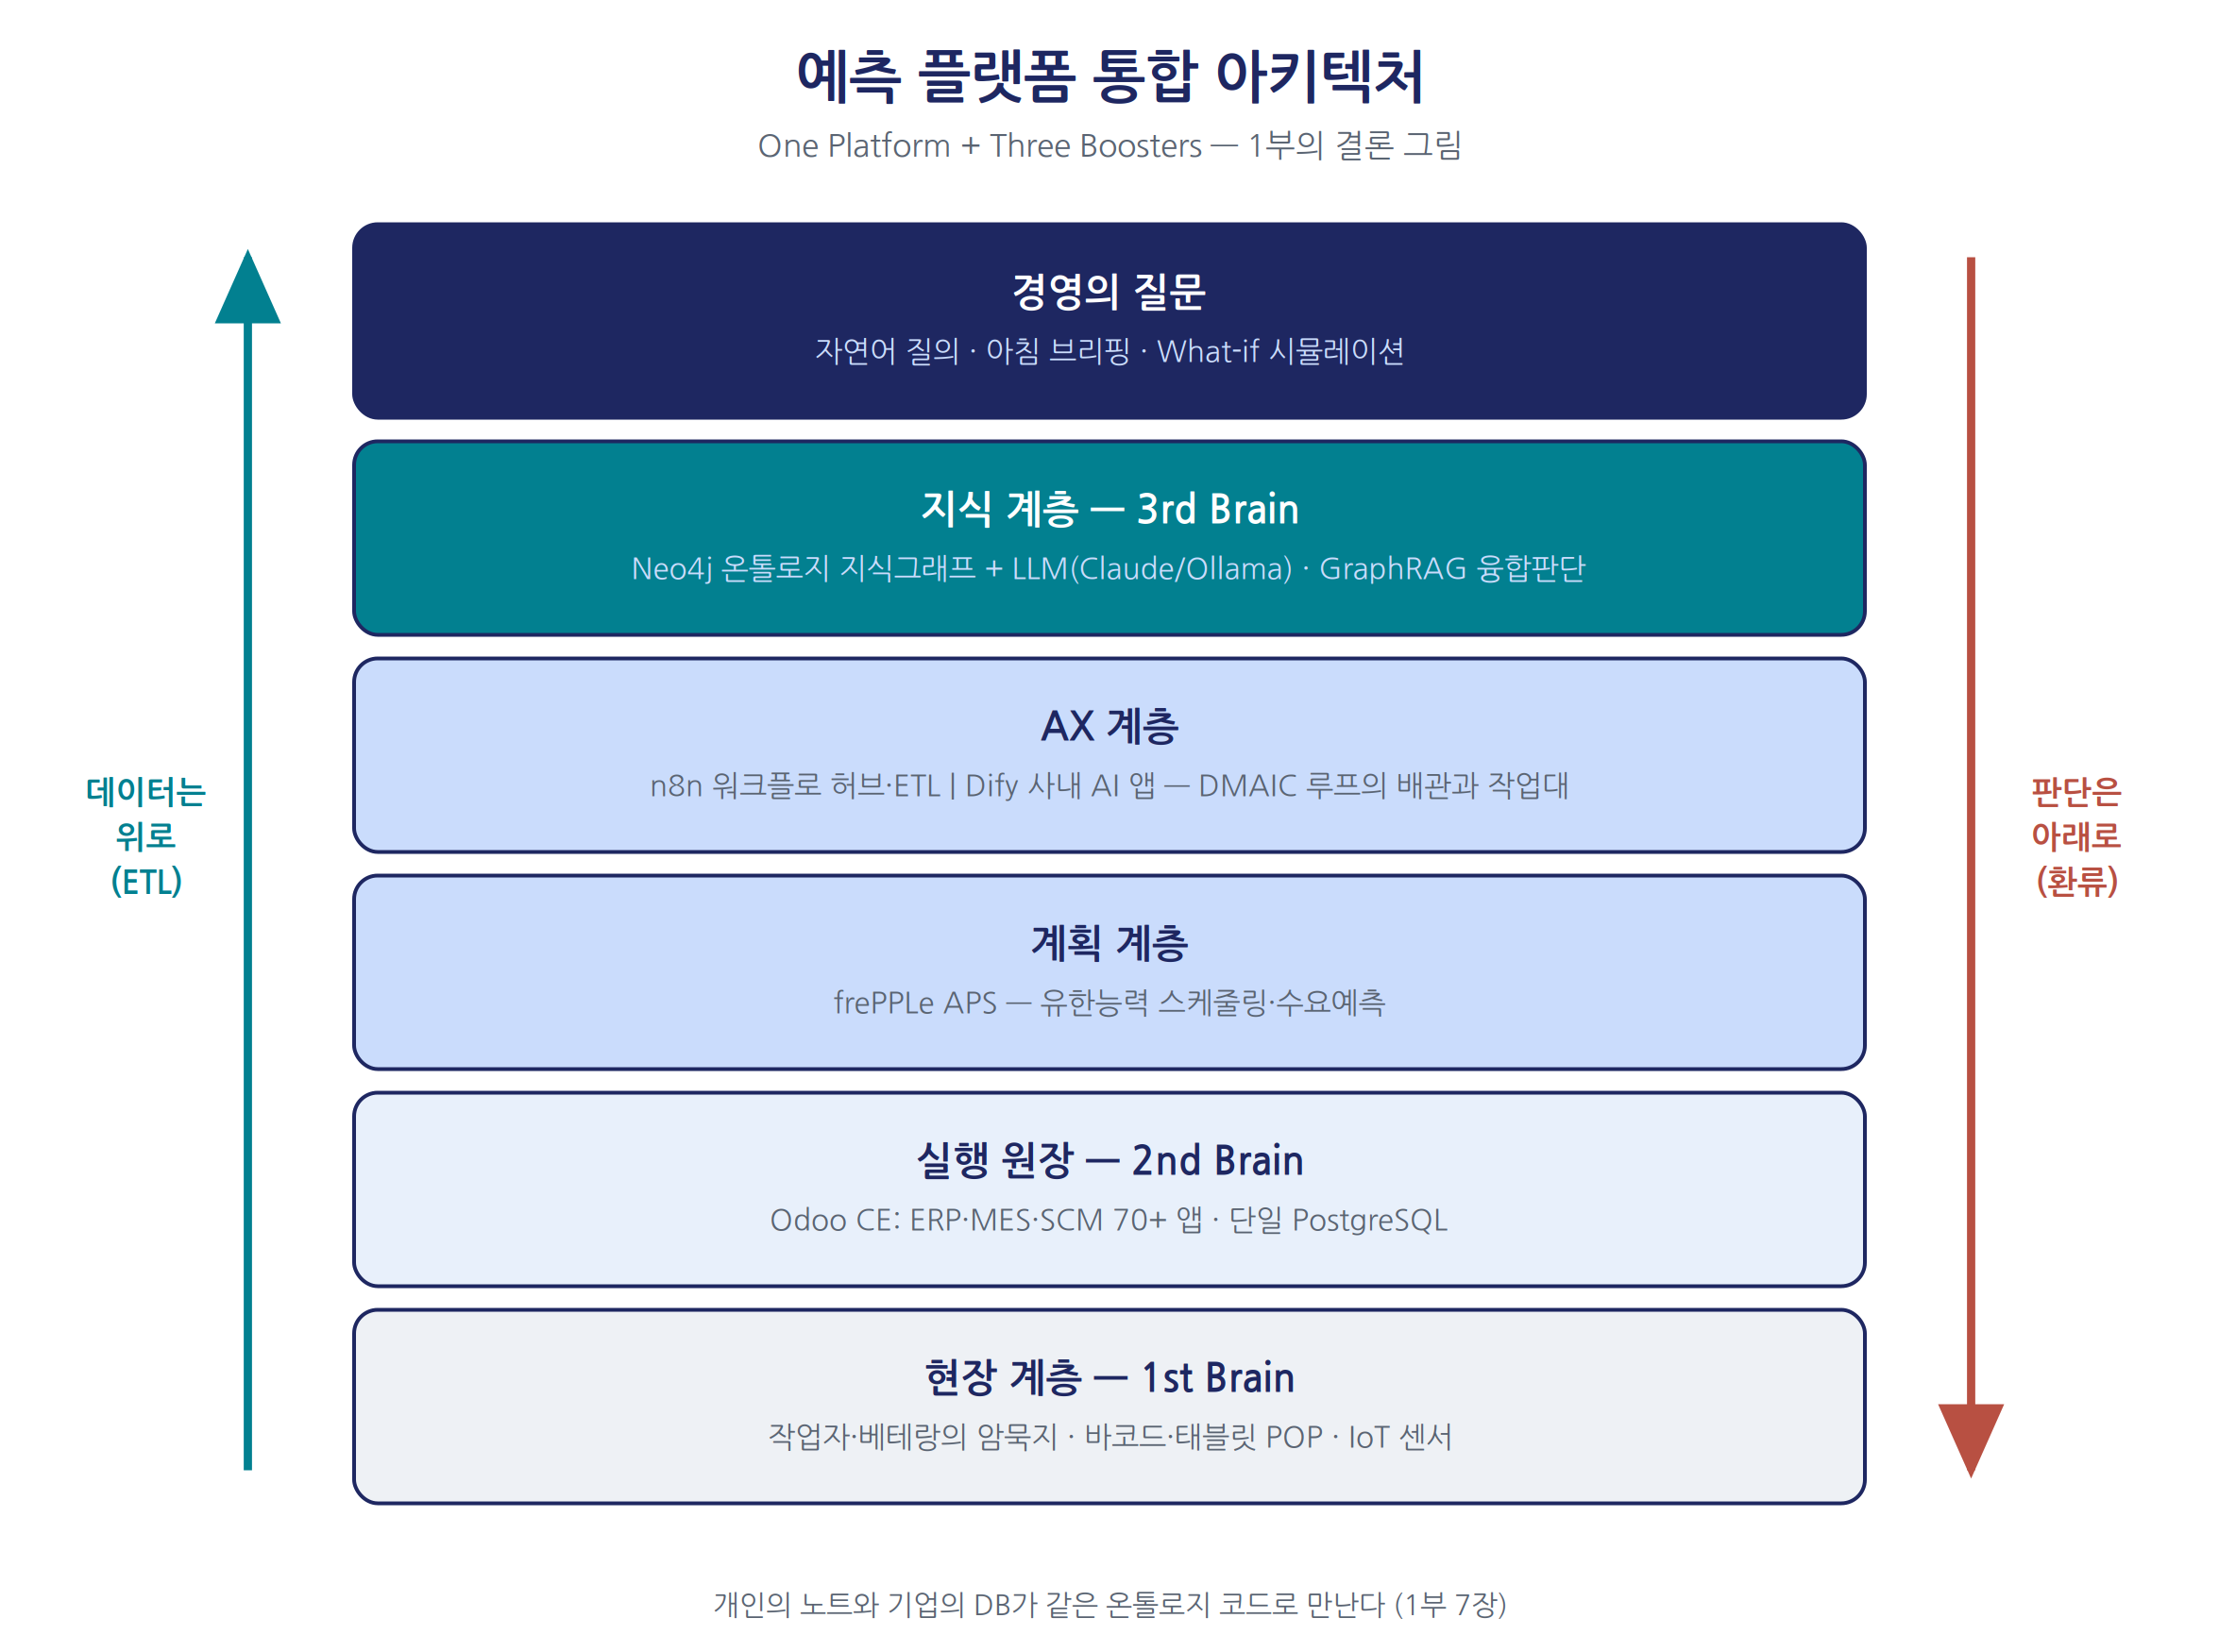 예측 플랫폼 통합 아키텍처
One Platform + Three Boosters — 1부의 결론 그림
경영의 질문
자연어 질의 · 아침 브리핑 · What-if 시뮬레이션
지식 계층 — 3rd Brain
Neo4j 온톨로지 지식그래프 + LLM(Claude/Ollama) · GraphRAG 융합판단
AX 계층
n8n 워크플로 허브·ETL | Dify 사내 AI 앱 — DMAIC 루프의 배관과 작업대
데이터는
위로
(ETL)
판단은
아래로
(환류)
계획 계층
frePPLe APS — 유한능력 스케줄링·수요예측
실행 원장 — 2nd Brain
Odoo CE: ERP·MES·SCM 70+ 앱 · 단일 PostgreSQL
현장 계층 — 1st Brain
작업자·베테랑의 암묵지 · 바코드·태블릿 POP · IoT 센서
개인의 노트와 기업의 DB가 같은 온톨로지 코드로 만난다 (1부 7장)